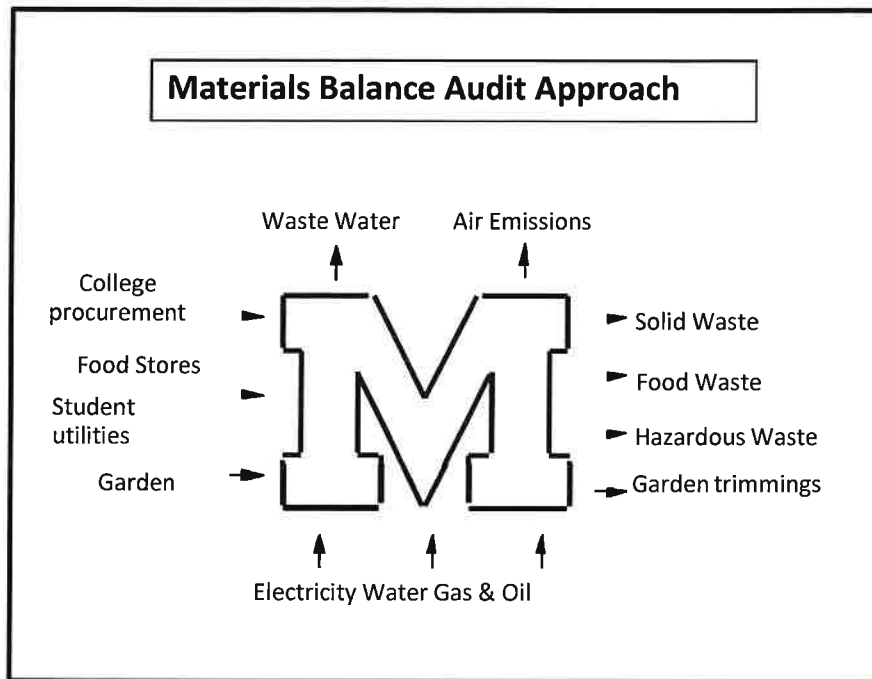 Materials Balance Audit Approach
Waste Water Air Emissions
College
procurement
Food Stores
Student
utilities
Garden
M
Solid Waste
Food Waste
Hazardous Waste
Garden trimmings
Electricity Water Gas & Oil